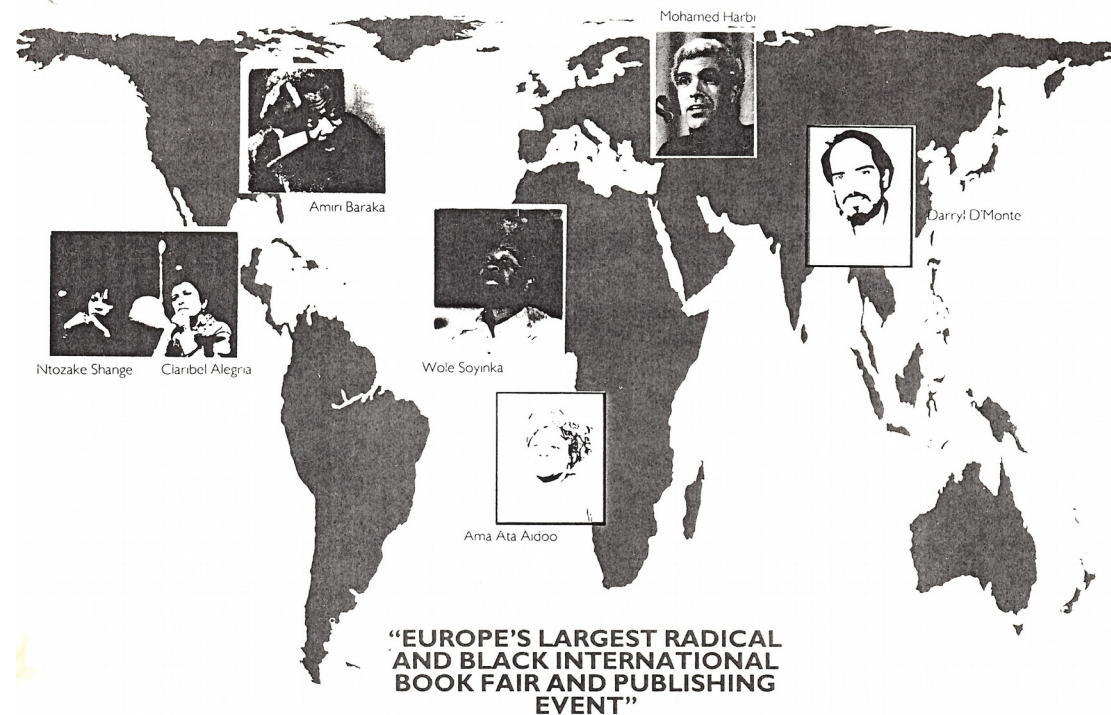 Mohamed Harbi
Amiri Baraka
Darryl D'Monte
Ntozake Shange
Claribel Alegria
Wole Soyinka
Ama Ata Aidoo
"EUROPE'S LARGEST RADICAL
AND BLACK INTERNATIONAL
BOOK FAIR AND PUBLISHING
EVENT"